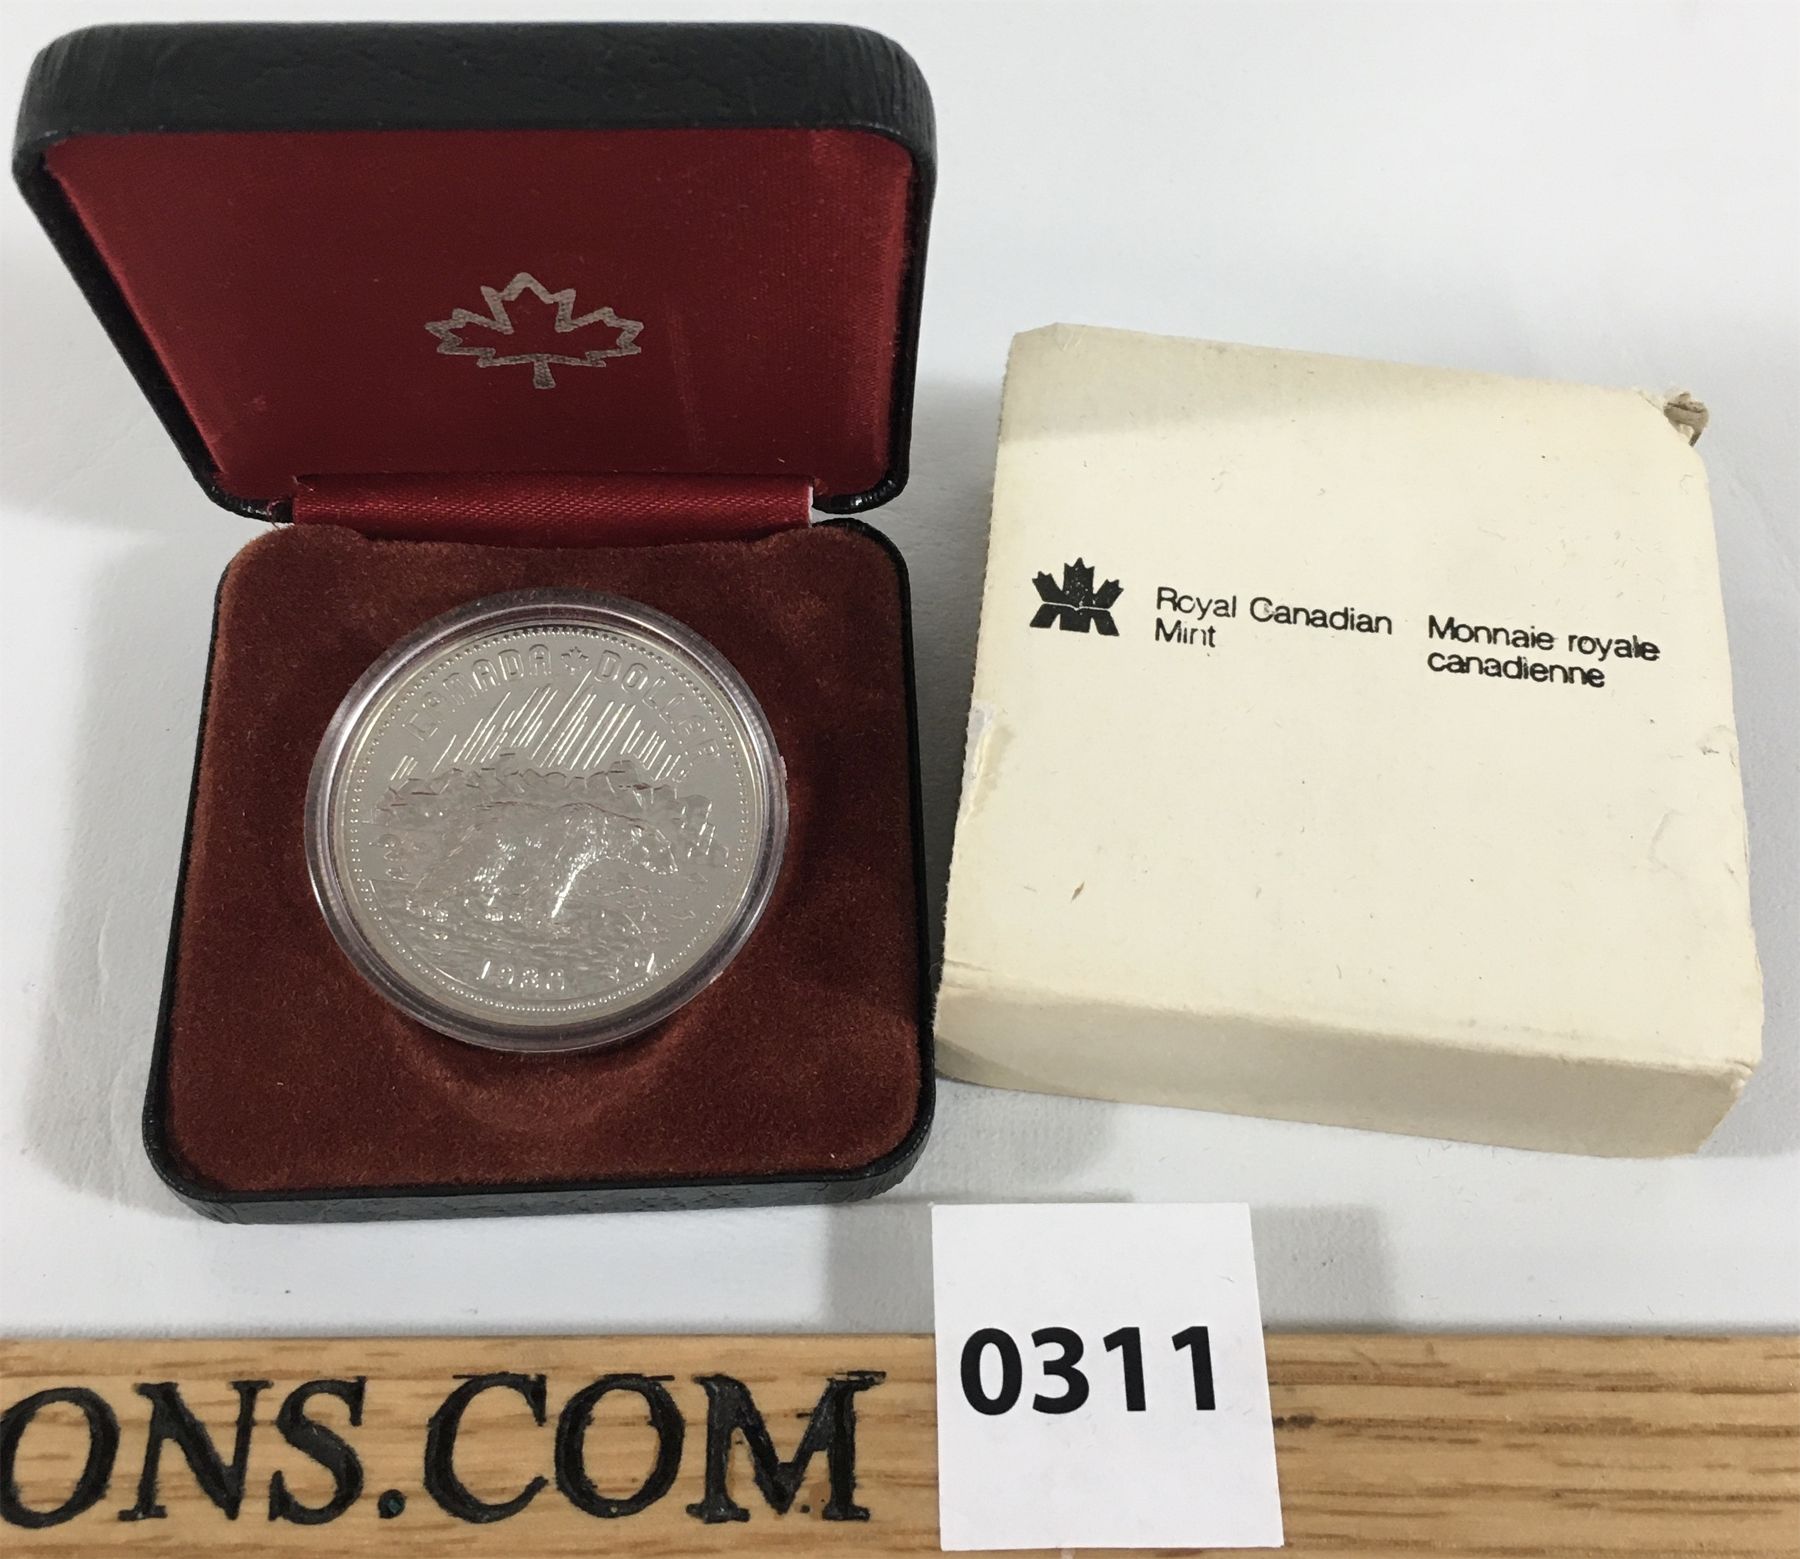 CANADA DOLLAR
Royal Canadian
Mint
Monnaie royale
canadienne
0311
ONS.COM